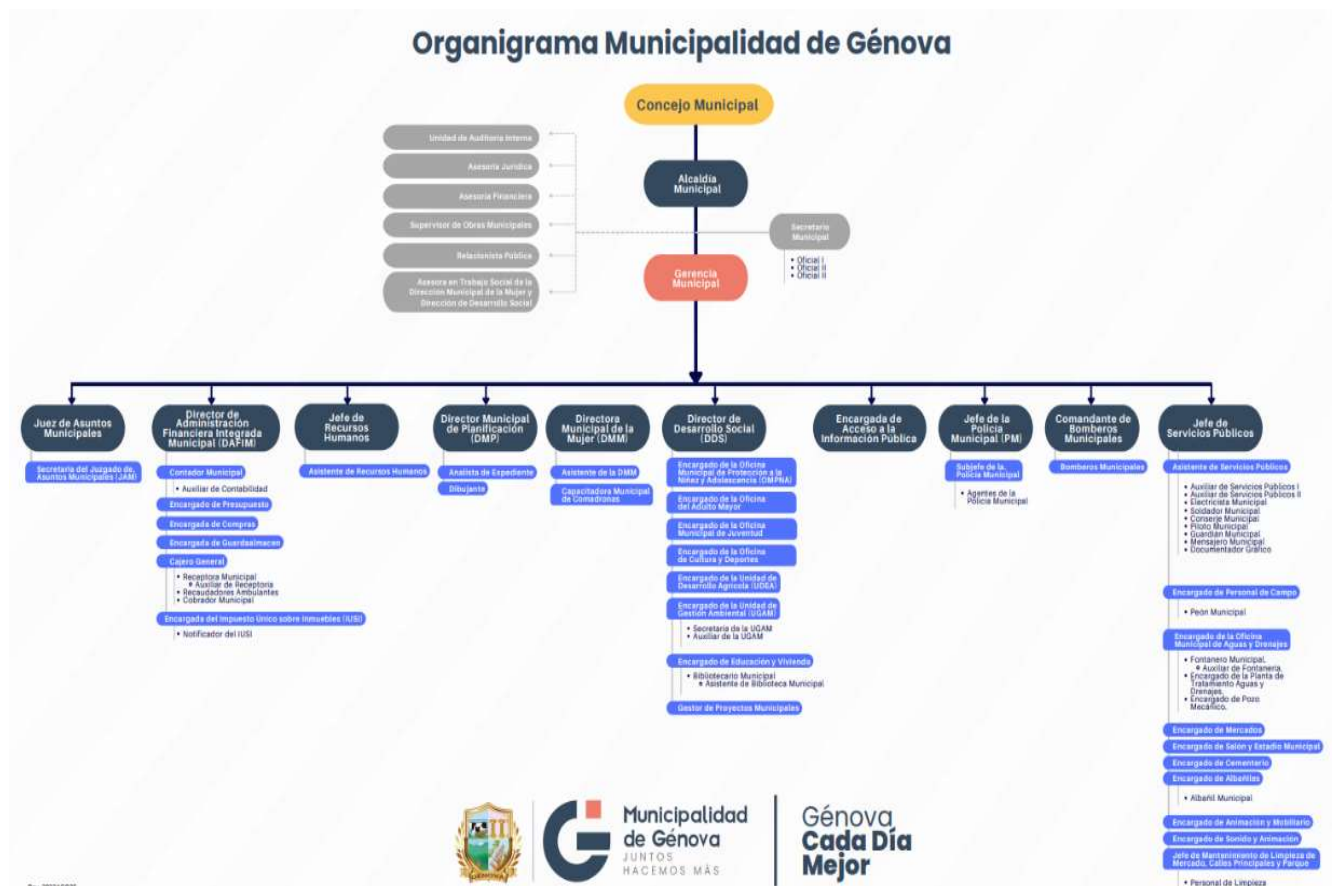 Organigrama Municipalidad de Génova
Concejo Municipal
Alcaldía
Municipal
Gerencia
Municipal
Unidad de Auditoria Interna
Asesoría Jurídica
Asesoría Financiera
Supervisor de Obras Municipales
Relacionista Pública
Asesora en Trabajo Social de la
Dirección Municipal de la Mujer y
Dirección de Desarrollo Social
Secretario
Municipal
• Oficial I
• Oficial II
• Oficial II
Juez de Asuntos
Municipales
Secretaria del Juzgado de,
Asuntos Municipales (JAM)
Director de
Administración
Financiera Integrada
Municipal (DAFIM)
Contador Municipal
• Auxiliar de Contabilidad
Encargado de Presupuesto
Encargada de Compras
Encargada de Guardaalmacen
Cajero General
• Receptora Municipal
Auxiliar de Receptoría
• Recaudadores Ambulantes
• Cobrador Municipal
Encargada del Impuesto Único sobre Inmuebles (IUSI)
• Notificador del IUSI
Jefe de
Recursos
Humanos
Asistente de Recursos Humanos
Director Municipal
de Planificación
(DMP)
Analista de Expediente
Dibujante
Directora
Municipal de la
Mujer (DMM)
Asistente de la DMM
Capacitadora Municipal
de Comadronas
Director de
Desarrollo Social
(DDS)
Encargado de la Oficina
Municipal de Protección a la
Niñez y Adolescancia (OMPNA)
Encargado de la Oficina
del Adulto Mayor
Encargado de la Oficina
Municipal de Juventud
Encargado de la Oficina
de Cultura y Deportes
Encargado de la Unidad de
Desarrollo Agrícola (UDEA)
Encargado de la Unidad de
Gestión Ambiental (UGAM)
• Secretaria de la UGAM
• Auxiliar de la UGAM
Encargado de Educación y Vivienda
• Bibliotecario Municipal
Asistente de Biblioteca Municipal
Gestor de Proyectos Municipales
Encargada de
Acceso a la
Información Pública
Jefe de la
Policía
Municipal (PM)
Subjefe de la.
Policía Municipal
• Agentes de la
Policía Municipal
Comandante de
Bomberos
Municipales
Bomberos Municipales
Jefe de
Servicios Públicos
Asistente de Servicios Públicos
• Auxiliar de Servicios Públicos I
• Auxiliar de Servicios Públicos II
• Electricista Municipal
• Soldador Municipal
• Conserje Municipal
• Piloto Municipal
• Guardián Municipal
• Mensajero Municipal
• Documentador Gráfico
Encargado de Personal de Campo
• Peón Municipal
Encargado de la Oficina
Municipal de Aguas y Drenajes
• Fontanero Municipal.
Auxiliar de Fontanería.
• Encargado de la Planta de
Tratamiento Aguas y
Drenajes.
• Encargado de Pozo
Mecánico.
Encargado de Mercados
Encargado de Salón y Estadio Municipal
Encargado de Cementerio
Encargado de Albañiles
• Albañil Municipal
Encargado de Animación y Mobiliario
Encargado de Sonido y Animación
Jefe de Mantenimiento de Limpieza de
Mercado, Calles Principales y Parque
• Personal de Limpieza
GÉNOVA
Municipalidad
de Génova
JUNTOS
HACEMOS MÁS
Génova
Cada Día
Mejor